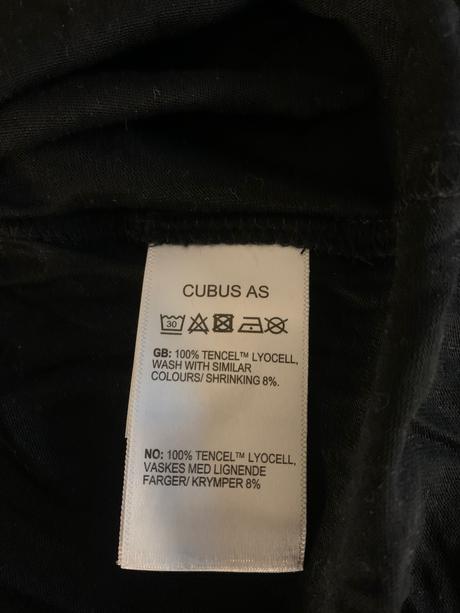 CUBUS AS
30
GB: 100% TENCEL™ LYOCELL,
WASH WITH SIMILAR
COLOURS/ SHRINKING 8%.
NO: 100% TENCEL™ LYOCELL,
VASKES MED LIGNENDE
FARGER/ KRYMPER 8%